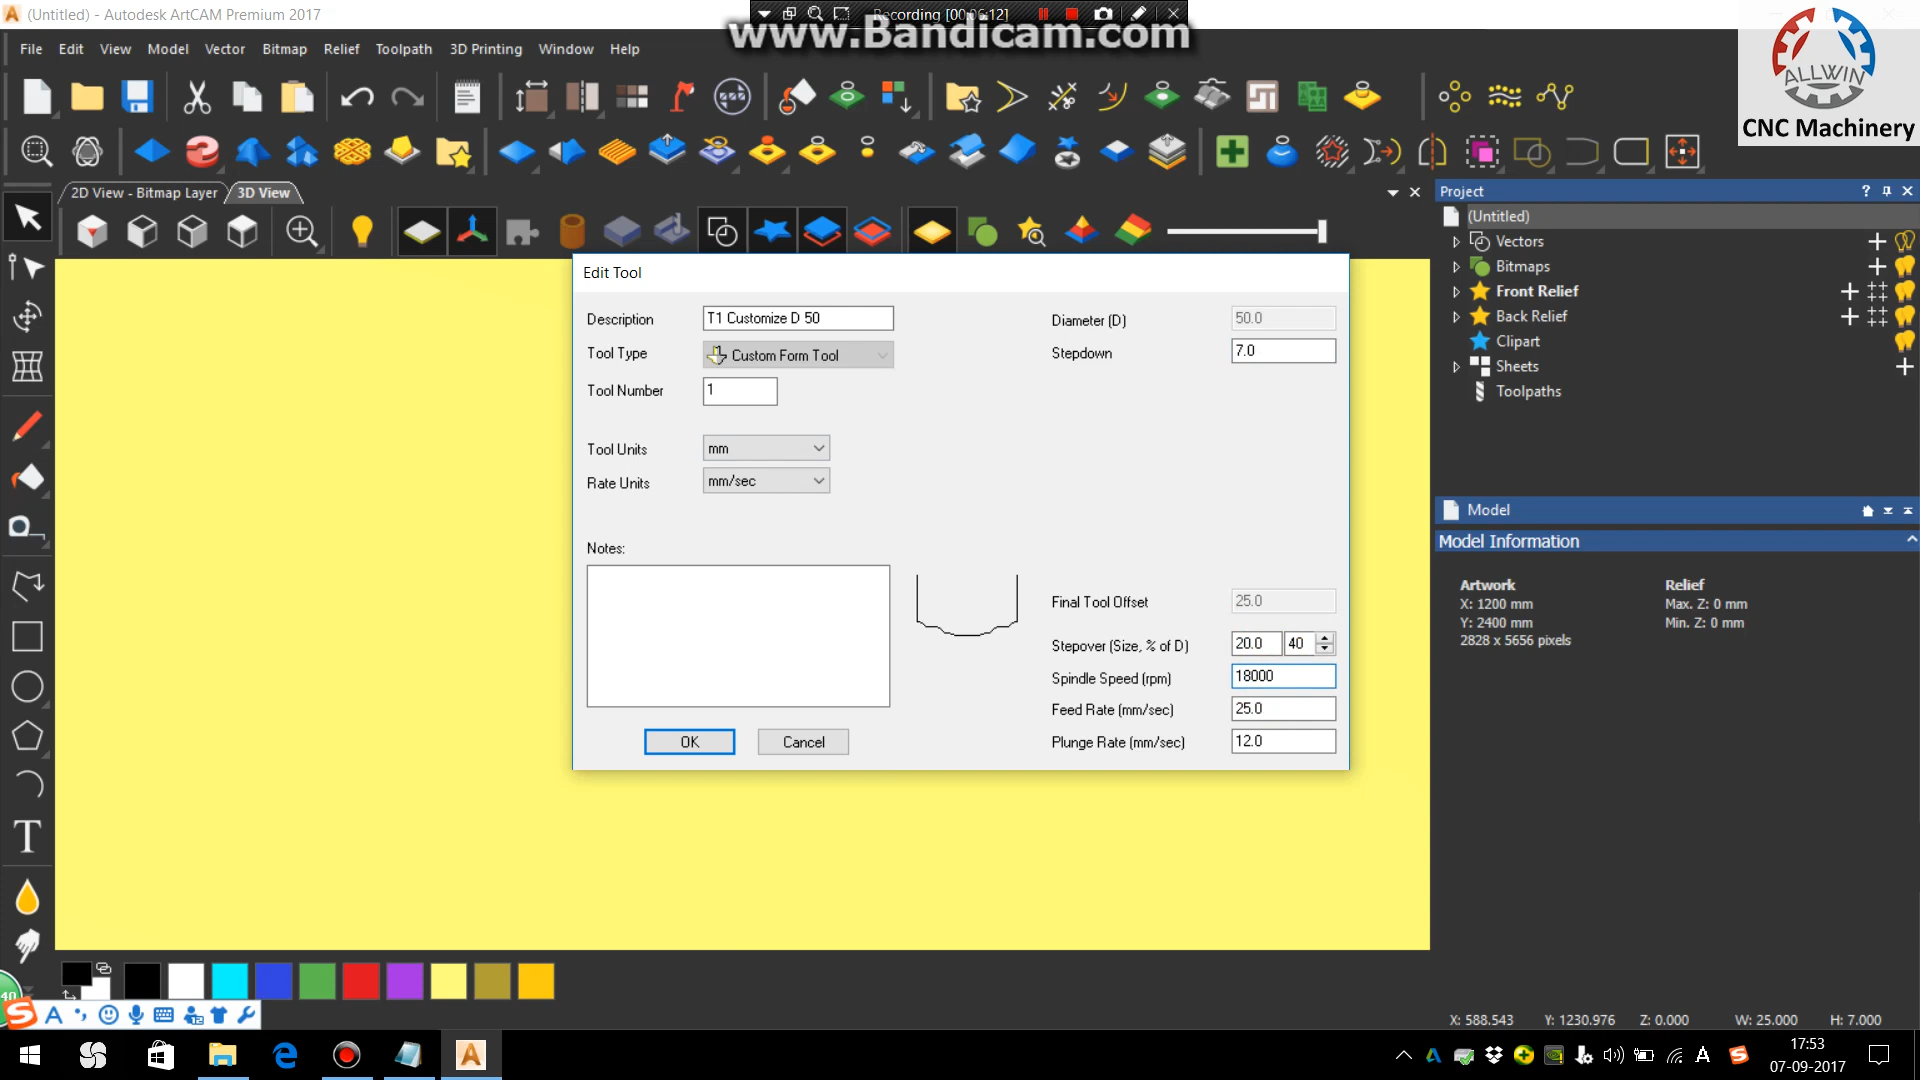 (Untitled) - Autodesk ArtCAM Premium 2017
Recording [00:06:12]
www.Bandicam.com
File Edit View Model Vector Bitmap Relief Toolpath 3D Printing Window Help
ALLWIN
CNC Machinery
2D View - Bitmap Layer
3D View
Project
(Untitled)
Vectors
Bitmaps
Front Relief
Back Relief
Clipart
Sheets
Toolpaths
Edit Tool
Description T1 Customize D 50
Tool Type Custom Form Tool
Tool Number 1
Tool Units mm
Rate Units mm/sec
Notes:
OK Cancel
Diameter (D) 50.0
Stepdown 7.0
Final Tool Offset 25.0
Stepover (Size, % of D) 20.0 40
Spindle Speed (rpm) 18000
Feed Rate (mm/sec) 25.0
Plunge Rate (mm/sec) 12.0
Model
Model Information
Artwork
X: 1200 mm
Y: 2400 mm
2828 x 5656 pixels
Relief
Max. Z: 0 mm
Min. Z: 0 mm
40
X: 588.543 Y: 1230.976 Z: 0.000 W: 25.000 H: 7.000
17:53
07-09-2017